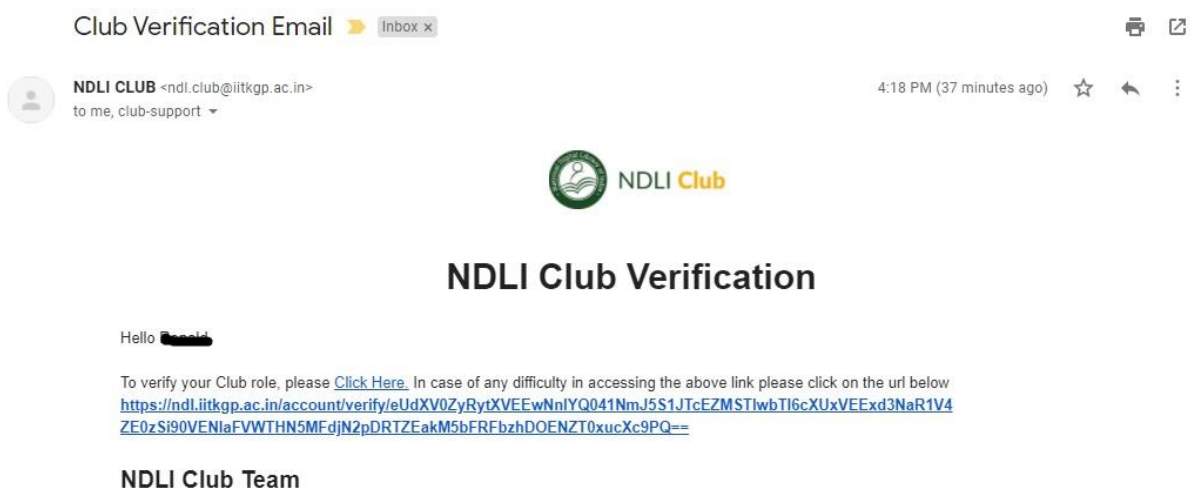 Club Verification Email Inbox x
NDLI CLUB <ndl.club@iitkgp.ac.in> 4:18 PM (37 minutes ago)
to me, club-support
NDLI Club
NDLI Club Verification
Hello
To verify your Club role, please Click Here. In case of any difficulty in accessing the above link please click on the url below
https://ndl.iitkgp.ac.in/account/verify/eUdXV0ZyRytXVEEwNnlYQ041NmJ5S1JTcEZMSTIwbTI6cXUxVEExd3NaR1V4
ZE0zSi90VENIaFVWTHN5MFdjN2pDRTZEakM5bFRFbzhDOENZT0xucXc9PQ==
NDLI Club Team